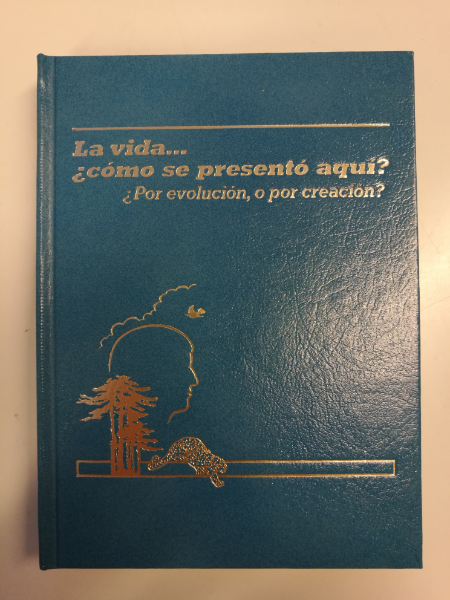 La vida...
¿cómo se presentó aquí?
¿Por evolución, o por creación?